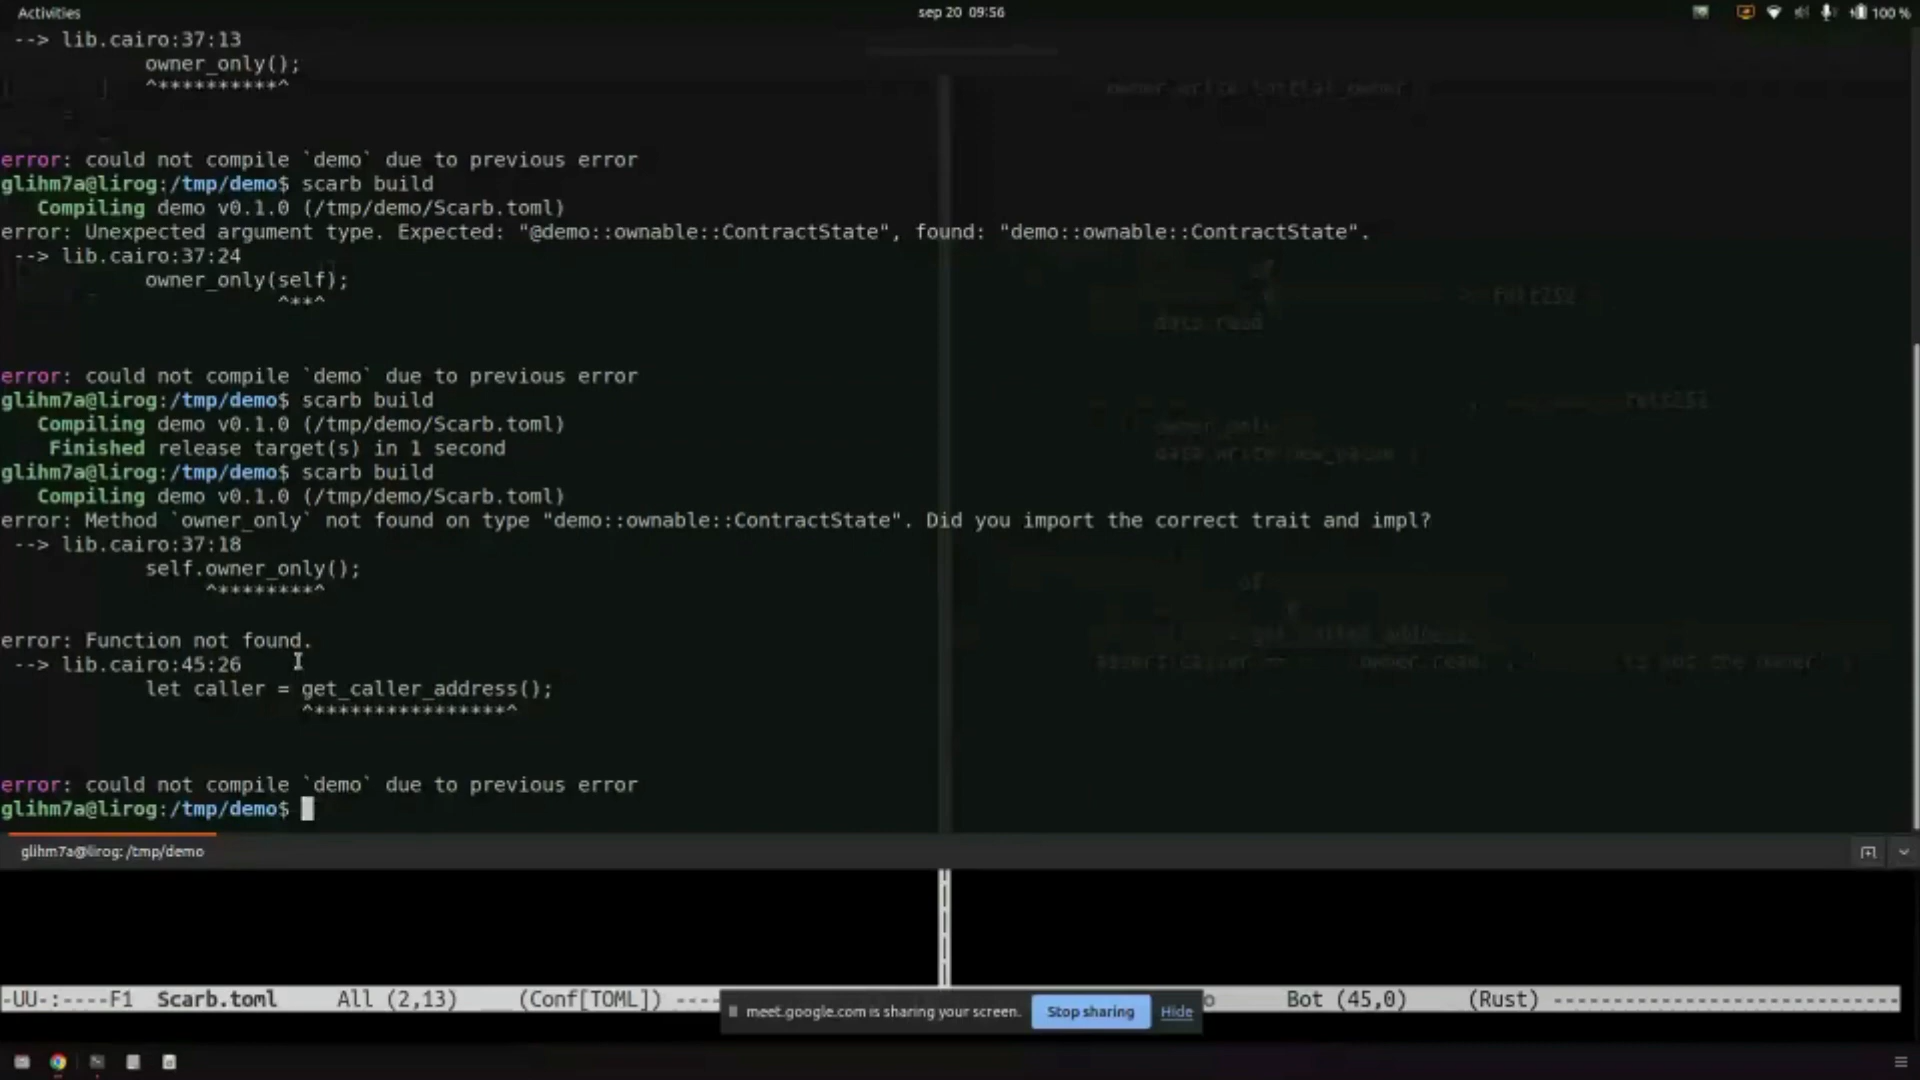 Activities
sep 20 09:56
100 %
--> lib.cairo:37:13
owner_only();
^**********^
error: could not compile `demo` due to previous error
glihm7a@lirog:/tmp/demo$ scarb build
Compiling demo v0.1.0 (/tmp/demo/Scarb.toml)
error: Unexpected argument type. Expected: "@demo::ownable::ContractState", found: "demo::ownable::ContractState".
--> lib.cairo:37:24
owner_only(self);
^**^
error: could not compile `demo` due to previous error
glihm7a@lirog:/tmp/demo$ scarb build
Compiling demo v0.1.0 (/tmp/demo/Scarb.toml)
Finished release target(s) in 1 second
glihm7a@lirog:/tmp/demo$ scarb build
Compiling demo v0.1.0 (/tmp/demo/Scarb.toml)
error: Method `owner_only` not found on type "demo::ownable::ContractState". Did you import the correct trait and impl?
--> lib.cairo:37:18
self.owner_only();
^********^
error: Function not found.
--> lib.cairo:45:26
let caller = get_caller_address();
^****************^
error: could not compile `demo` due to previous error
glihm7a@lirog:/tmp/demo$
glihm7a@lirog: /tmp/demo
-UU-:----F1 Scarb.toml All (2,13) (Conf[TOML]) ----
Bot (45,0) (Rust) -----------------------------
meet.google.com is sharing your screen. Stop sharing Hide